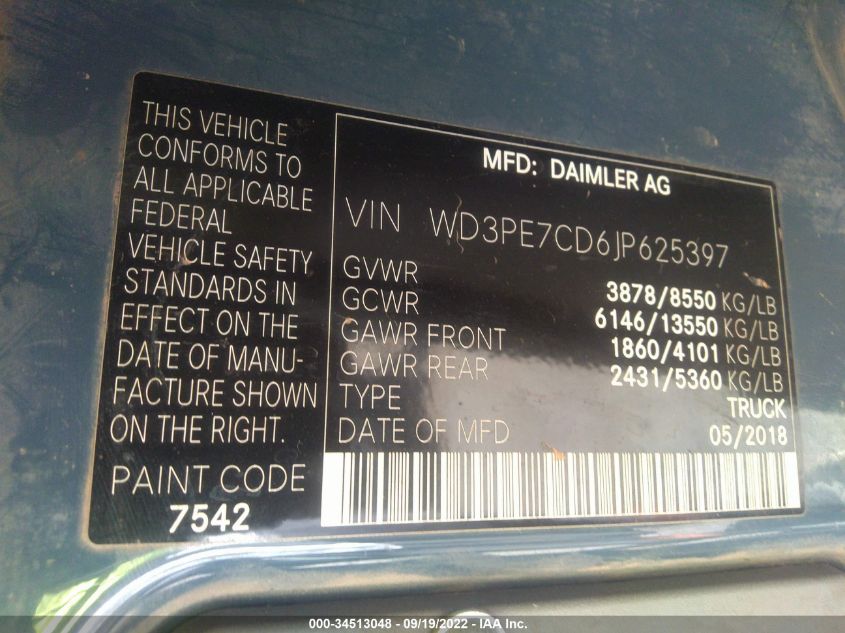 THIS VEHICLE
CONFORMS TO
ALL APPLICABLE
FEDERAL
VEHICLE SAFETY
STANDARDS IN
EFFECT ON THE
DATE OF MANU-
FACTURE SHOWN
ON THE RIGHT.
PAINT CODE
7542
MFD: DAIMLER AG
VIN WD3PE7CD6JP625397
GVWR 3878/8550 KG/LB
GCWR 6146/13550 KG/LB
GAWR FRONT 1860/4101 KG/LB
GAWR REAR 2431/5360 KG/LB
TYPE TRUCK
DATE OF MFD 05/2018
000-34513048 - 09/19/2022 - IAA Inc.